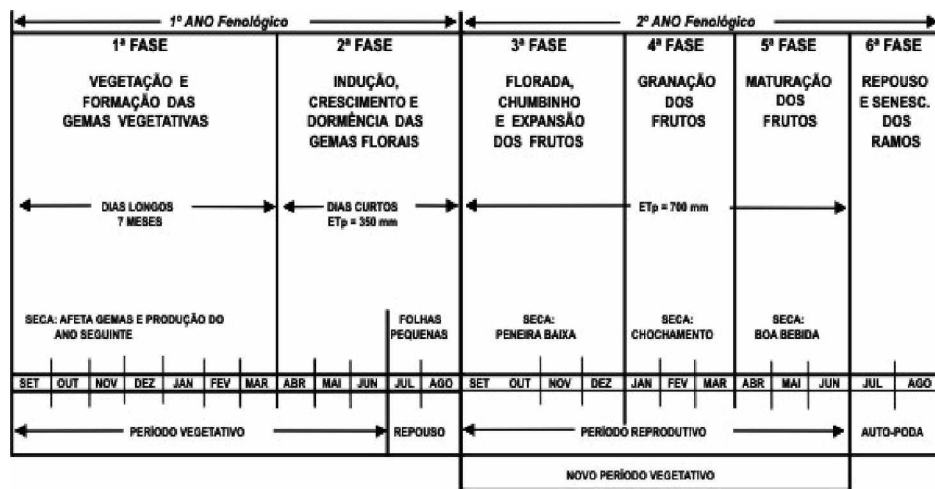 1º ANO Fenológico 2º ANO Fenológico
1ª FASE 2ª FASE 3ª FASE 4ª FASE 5ª FASE 6ª FASE
VEGETAÇÃO E
FORMAÇÃO DAS
GEMAS VEGETATIVAS
INDUÇÃO,
CRESCIMENTO E
DORMÊNCIA DAS
GEMAS FLORAIS
FLORADA,
CHUMBINHO
E EXPANSÃO
DOS FRUTOS
GRANAÇÃO
DOS
FRUTOS
MATURAÇÃO
DOS
FRUTOS
REPOUSO
E SENESC.
DOS
RAMOS
DIAS LONGOS
7 MESES
DIAS CURTOS
ETp = 350 mm
ETp = 700 mm
SECA: AFETA GEMAS E PRODUÇÃO DO
ANO SEGUINTE
FOLHAS
PEQUENAS
SECA:
PENEIRA BAIXA
SECA:
CHOCHAMENTO
SECA:
BOA BEBIDA
SET OUT NOV DEZ JAN FEV MAR ABR MAI JUN JUL AGO SET OUT NOV DEZ JAN FEV MAR ABR MAI JUN JUL AGO
PERÍODO VEGETATIVO REPOUSO PERÍODO REPRODUTIVO AUTO-PODA
NOVO PERÍODO VEGETATIVO